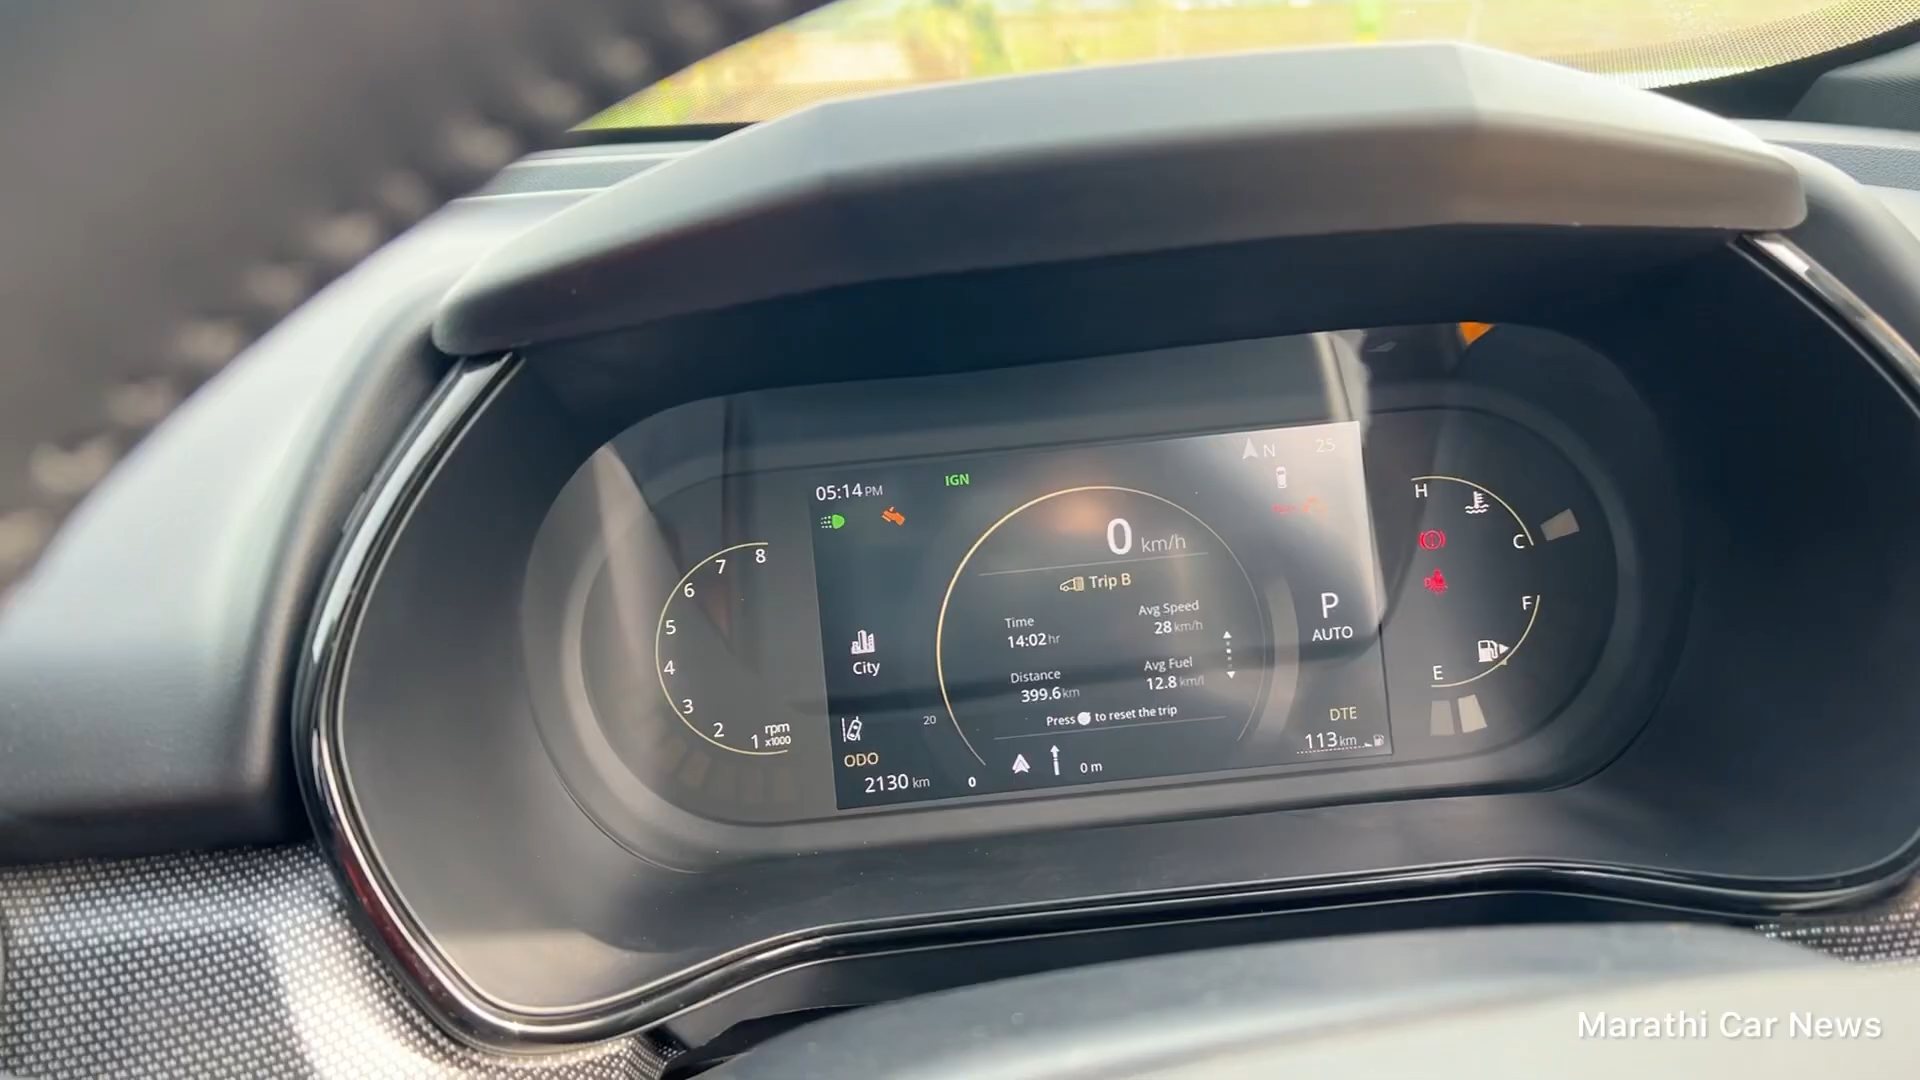 N 25
05:14 PM
IGN
0 km/h
Trip B
Time
14:02 hr
Avg Speed
28 km/h
Distance
399.6 km
Avg Fuel
12.8 km/l
Press to reset the trip
City
P
AUTO
20
ODO
2130 km
0
0 m
DTE
113 km
8
7
6
5
4
3
2
1
rpm
x1000
H
C
F
E
Marathi Car News